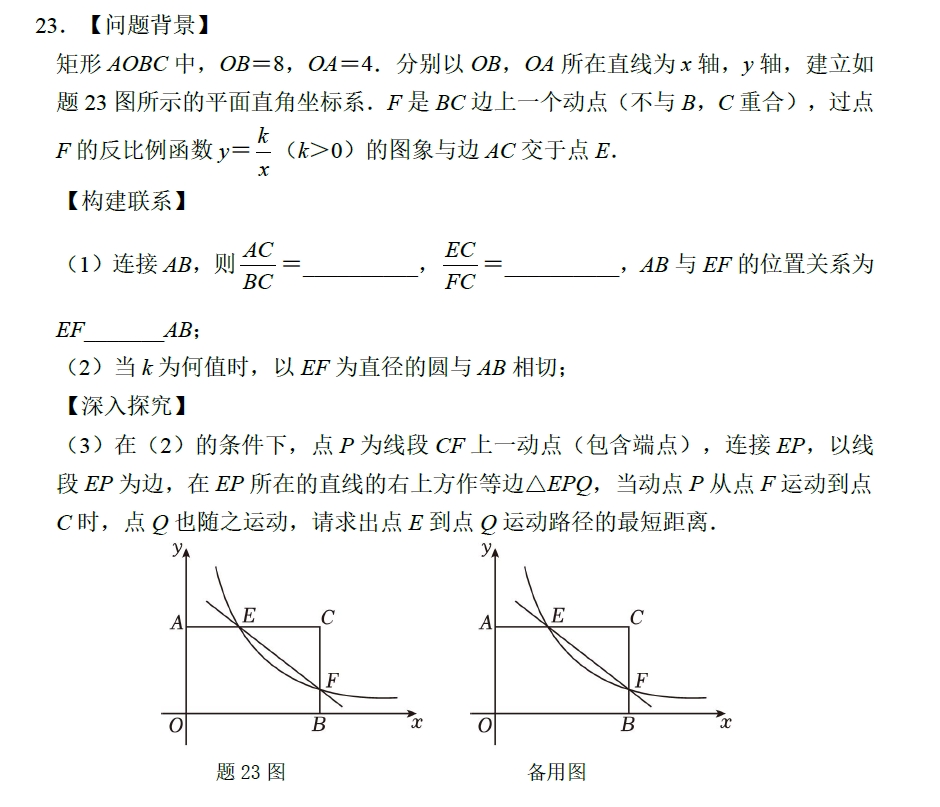 23．【问题背景】
矩形 AOBC 中，OB＝8，OA＝4．分别以 OB，OA 所在直线为 x 轴，y 轴，建立如
题 23 图所示的平面直角坐标系．F 是 BC 边上一个动点（不与 B，C 重合），过点
F 的反比例函数 y＝k/x（k＞0）的图象与边 AC 交于点 E．
【构建联系】
（1）连接 AB，则 AC/BC＝__________，EC/FC＝__________，AB 与 EF 的位置关系为
EF_______AB；
（2）当 k 为何值时，以 EF 为直径的圆与 AB 相切；
【深入探究】
（3）在（2）的条件下，点 P 为线段 CF 上一动点（包含端点），连接 EP，以线
段 EP 为边，在 EP 所在的直线的右上方作等边△EPQ，当动点 P 从点 F 运动到点
C 时，点 Q 也随之运动，请求出点 E 到点 Q 运动路径的最短距离．
y
A
E
C
F
O
B
x
题 23 图
y
A
E
C
F
O
B
x
备用图